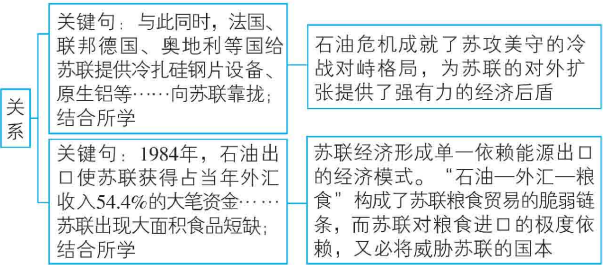 关系
关键句：与此同时，法国、
联邦德国、奥地利等国给
苏联提供冷扎硅钢片设备、
原生铝等……向苏联靠拢；
结合所学
石油危机成就了苏攻美守的冷
战对峙格局，为苏联的对外扩
张提供了强有力的经济后盾
关键句：1984年，石油出
口使苏联获得占当年外汇
收入54.4%的大笔资金……
苏联出现大面积食品短缺；
结合所学
苏联经济形成单一依赖能源出口
的经济模式。“石油—外汇—粮
食”构成了苏联粮食贸易的脆弱链
条，而苏联对粮食进口的极度依
赖，又必将威胁苏联的国本